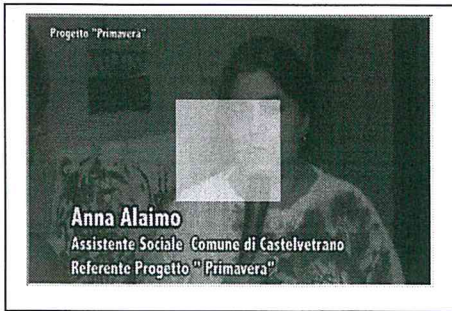 Progetto "Primavera"
Anna Alaimo
Assistente Sociale Comune di Castelvetrano
Referente Progetto " Primavera"